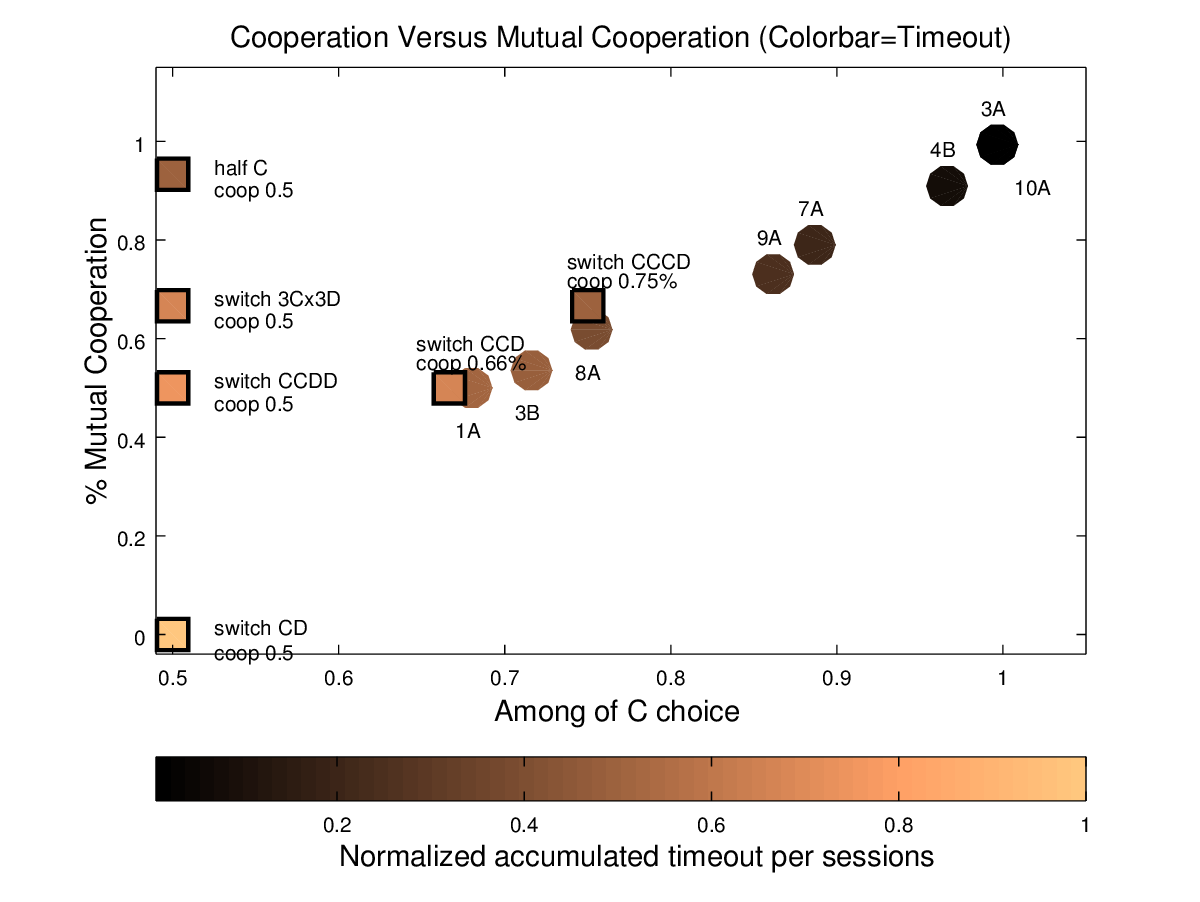 Cooperation Versus Mutual Cooperation (Colorbar=Timeout)
3A
1
4B
half C
coop 0.5
10A
7A
0.8
9A
switch CCCD
coop 0.75%
switch 3Cx3D
coop 0.5
0.6
switch CCD
coop 0.66%
8A
switch CCDD
coop 0.5
3B
1A
0.4
0.2
switch CD
coop 0.5
0
% Mutual Cooperation
0.5 0.6 0.7 0.8 0.9 1
Among of C choice
0.2 0.4 0.6 0.8 1
Normalized accumulated timeout per sessions